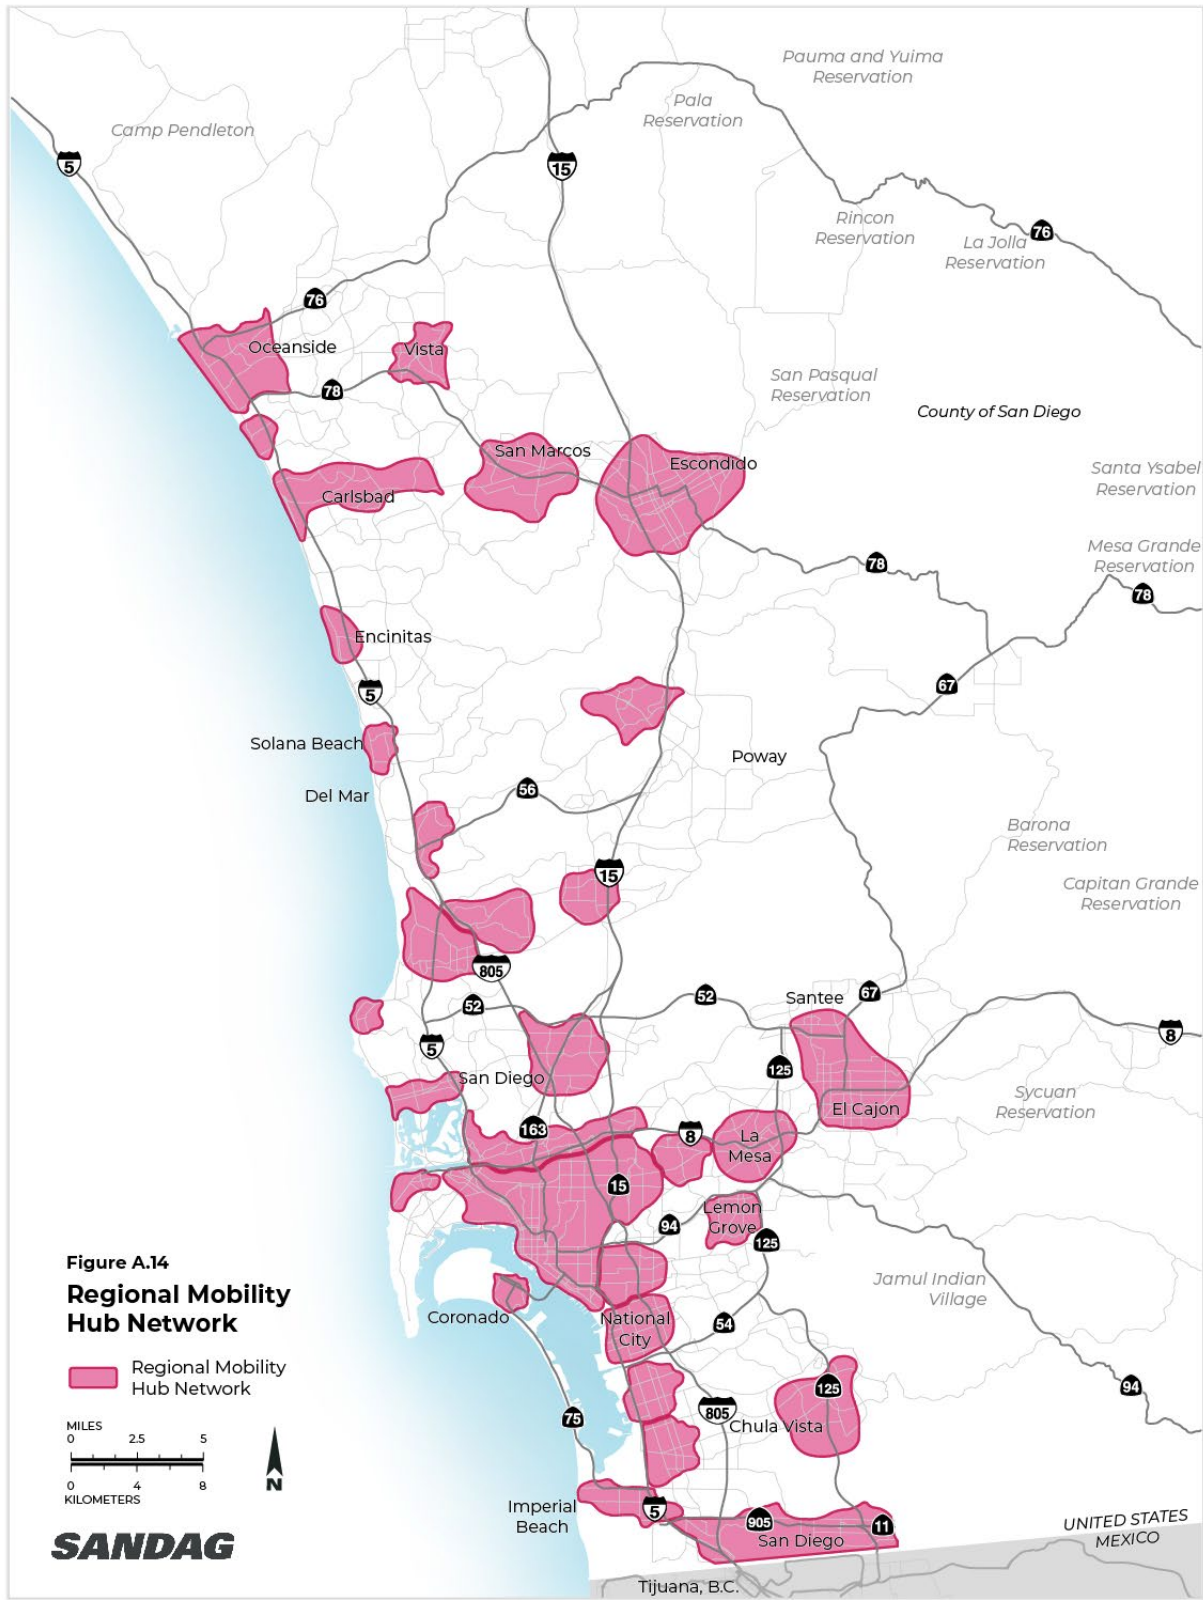 Pauma and Yuima
Reservation
Pala
Reservation
Camp Pendleton
5
15
Rincon
Reservation
La Jolla
Reservation
76
76
Oceanside
Vista
78
San Pasqual
Reservation
County of San Diego
San Marcos
Escondido
Carlsbad
Santa Ysabel
Reservation
Mesa Grande
Reservation
78
78
Encinitas
5
67
Solana Beach
Poway
Del Mar
56
Barona
Reservation
15
Capitan Grande
Reservation
805
52
52
Santee
67
5
8
San Diego
125
El Cajon
Sycuan
Reservation
163
8
La
Mesa
15
Lemon
Grove
94
125
Figure A.14
Regional Mobility
Hub Network
Jamul Indian
Village
Coronado
National
City
54
Regional Mobility
Hub Network
125
94
805
75
Chula Vista
MILES
0 2.5 5
0 4 8
KILOMETERS
N
Imperial
Beach
5
905
11
San Diego
UNITED STATES
MEXICO
SANDAG
Tijuana, B.C.